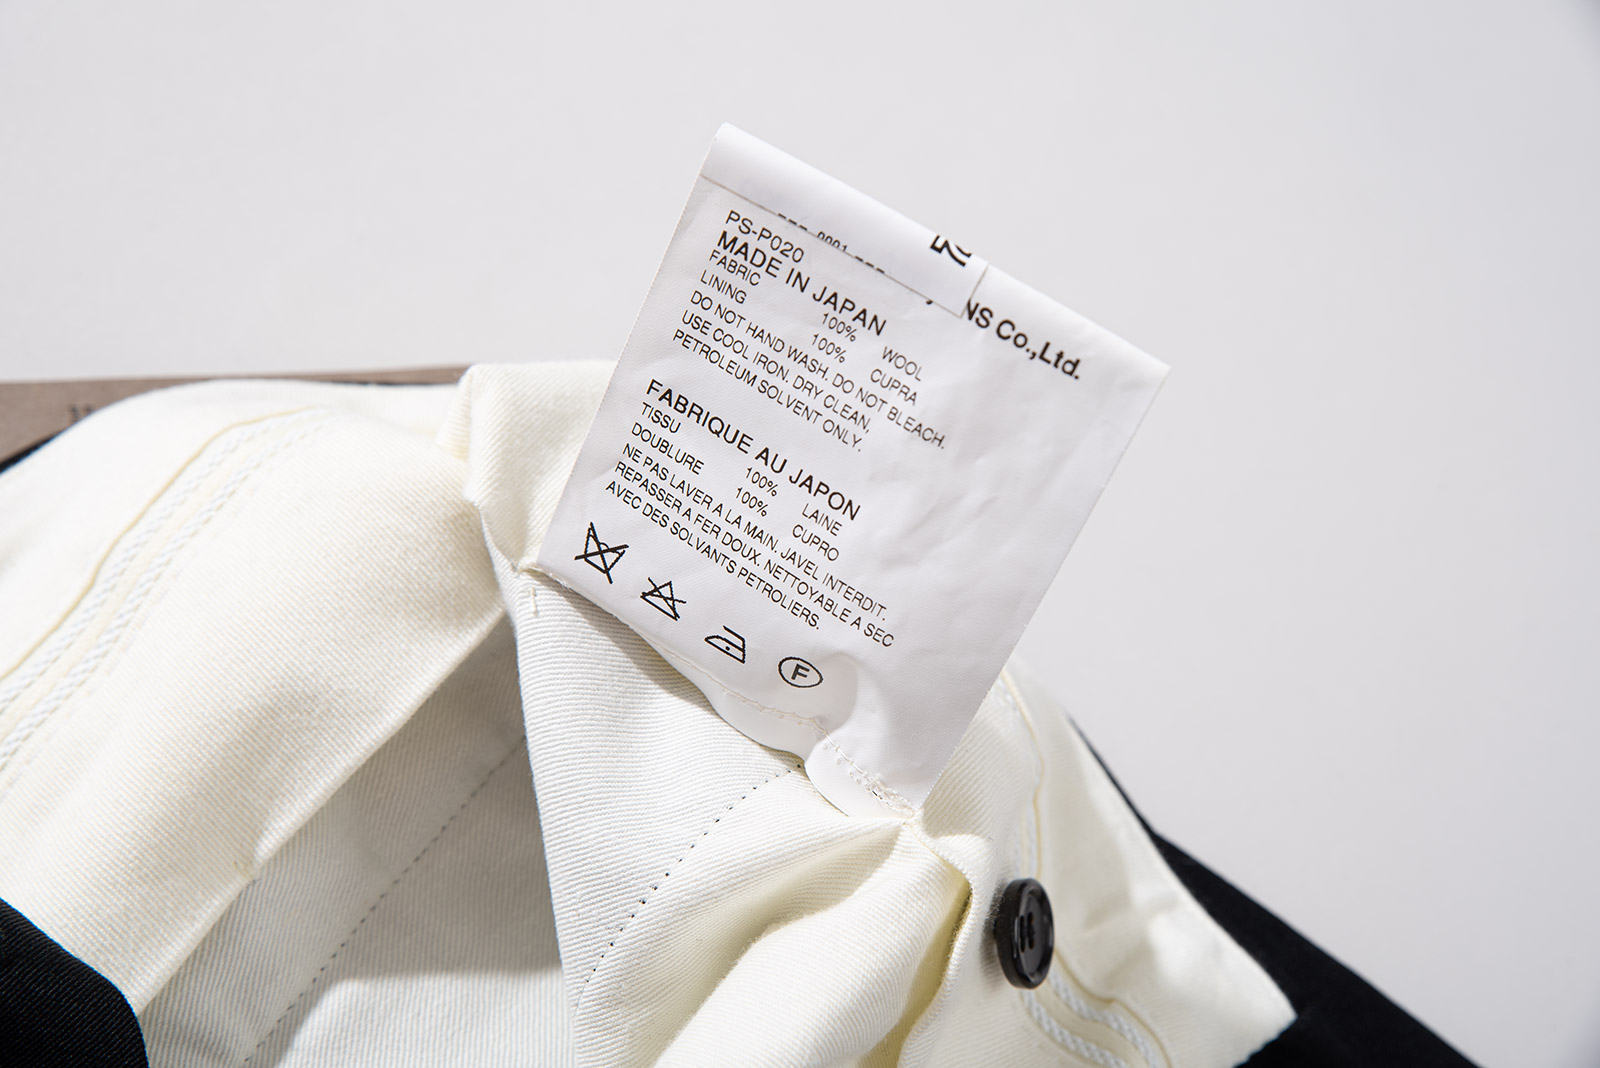 PS-P020
MADE IN JAPAN
FABRIC 100% WOOL
LINING 100% CUPRA
DO NOT HAND WASH. DO NOT BLEACH.
USE COOL IRON. DRY CLEAN,
PETROLEUM SOLVENT ONLY.
FABRIQUE AU JAPON
TISSU 100% LAINE
DOUBLURE 100% CUPRO
NE PAS LAVER A LA MAIN. JAVEL INTERDIT.
REPASSER A FER DOUX. NETTOYABLE A SEC
AVEC DES SOLVANTS PETROLIERS.
F
NS Co.,Ltd.